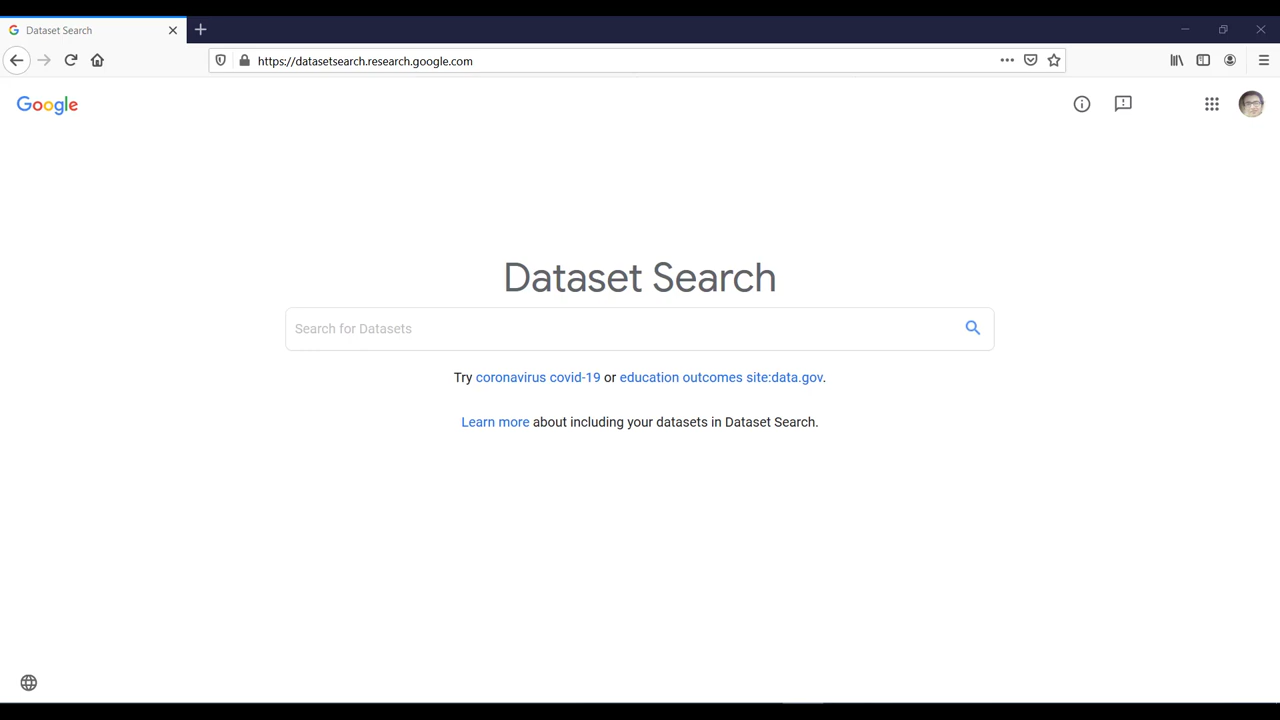 Dataset Search
https://datasetsearch.research.google.com
Google
Dataset Search
Search for Datasets
Try coronavirus covid-19 or education outcomes site:data.gov.
Learn more about including your datasets in Dataset Search.